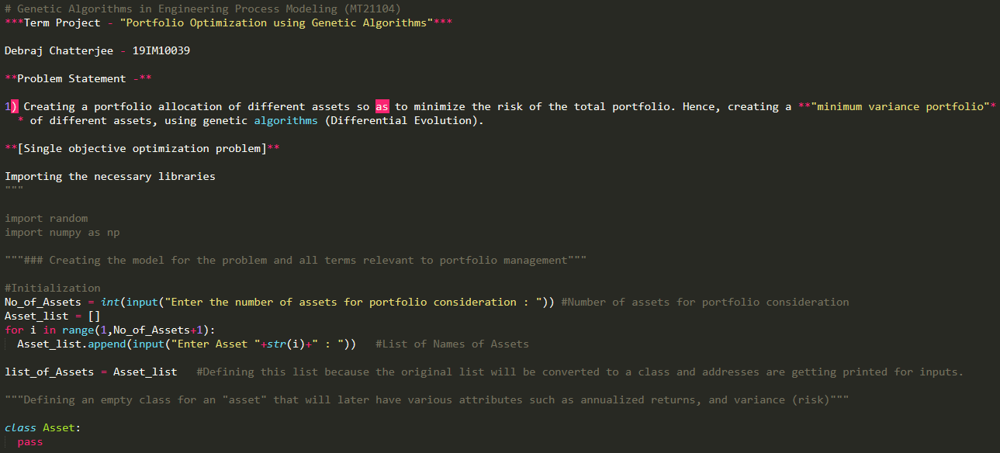 # Genetic Algorithms in Engineering Process Modeling (MT21104)
***Term Project - "Portfolio Optimization using Genetic Algorithms"***
Debraj Chatterjee - 19IM10039
**Problem Statement -**
1) Creating a portfolio allocation of different assets so as to minimize the risk of the total portfolio. Hence, creating a **"minimum variance portfolio"*
* of different assets, using genetic algorithms (Differential Evolution).
**[Single objective optimization problem]**
Importing the necessary libraries
"""
import random
import numpy as np
"""### Creating the model for the problem and all terms relevant to portfolio management"""
#Initialization
No_of_Assets = int(input("Enter the number of assets for portfolio consideration : ")) #Number of assets for portfolio consideration
Asset_list = []
for i in range(1,No_of_Assets+1):
  Asset_list.append(input("Enter Asset "+str(i)+" : "))   #List of Names of Assets
list_of_Assets = Asset_list   #Defining this list because the original list will be converted to a class and addresses are getting printed for inputs.
"""Defining an empty class for an "asset" that will later have various attributes such as annualized returns, and variance (risk)"""
class Asset:
  pass